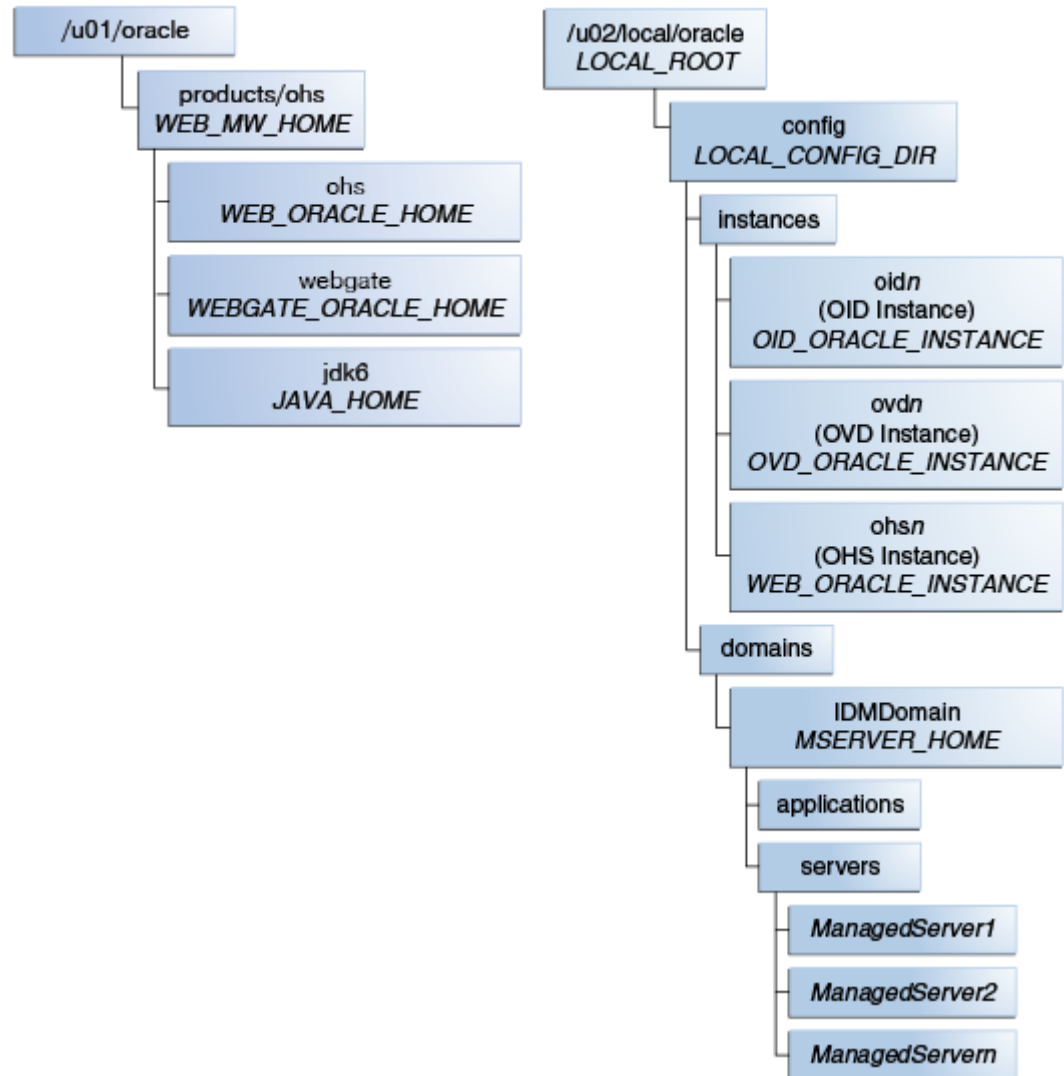 /u01/oracle
products/ohs
WEB_MW_HOME
ohs
WEB_ORACLE_HOME
webgate
WEBGATE_ORACLE_HOME
jdk6
JAVA_HOME
/u02/local/oracle
LOCAL_ROOT
config
LOCAL_CONFIG_DIR
instances
oidn
(OID Instance)
OID_ORACLE_INSTANCE
ovdn
(OVD Instance)
OVD_ORACLE_INSTANCE
ohsn
(OHS Instance)
WEB_ORACLE_INSTANCE
domains
IDMDomain
MSERVER_HOME
applications
servers
ManagedServer1
ManagedServer2
ManagedServern